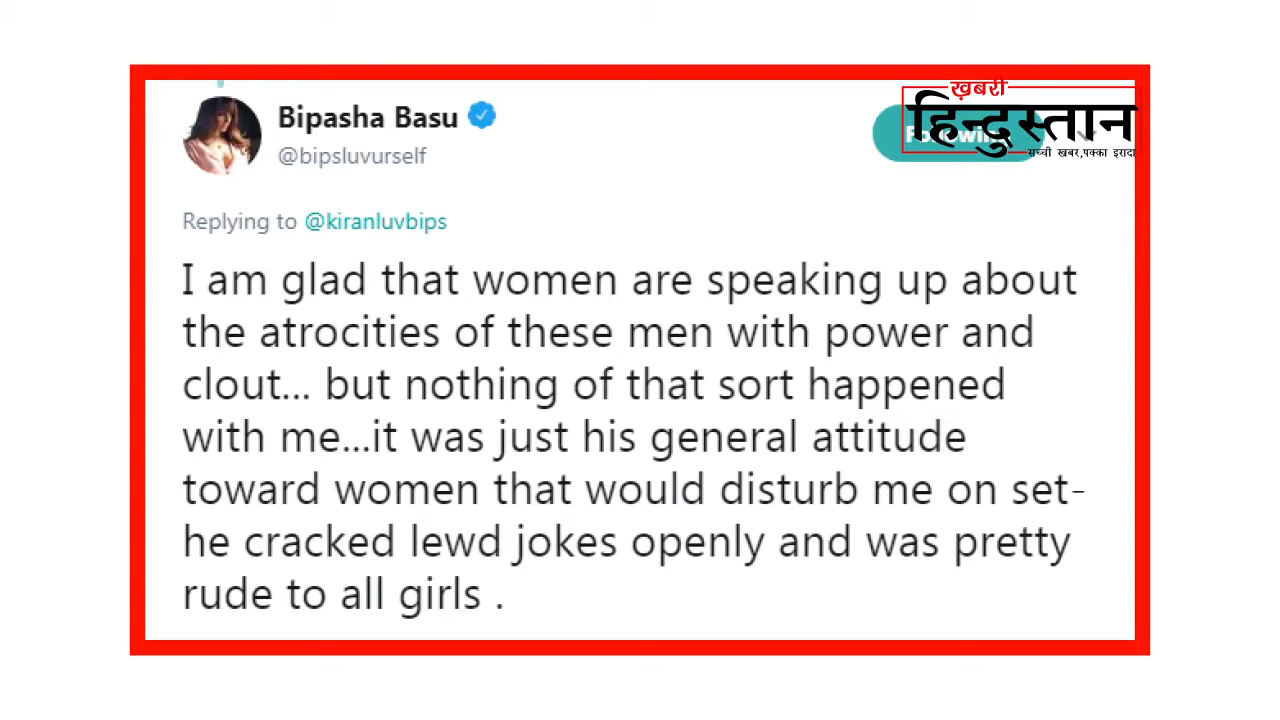 ख़बरी
Bipasha Basu
हिन्दुस्तान
Following
@bipsluvurself
सच्ची खबर,पक्का इरादा
Replying to @kiranluvbips
I am glad that women are speaking up about
the atrocities of these men with power and
clout... but nothing of that sort happened
with me...it was just his general attitude
toward women that would disturb me on set-
he cracked lewd jokes openly and was pretty
rude to all girls .